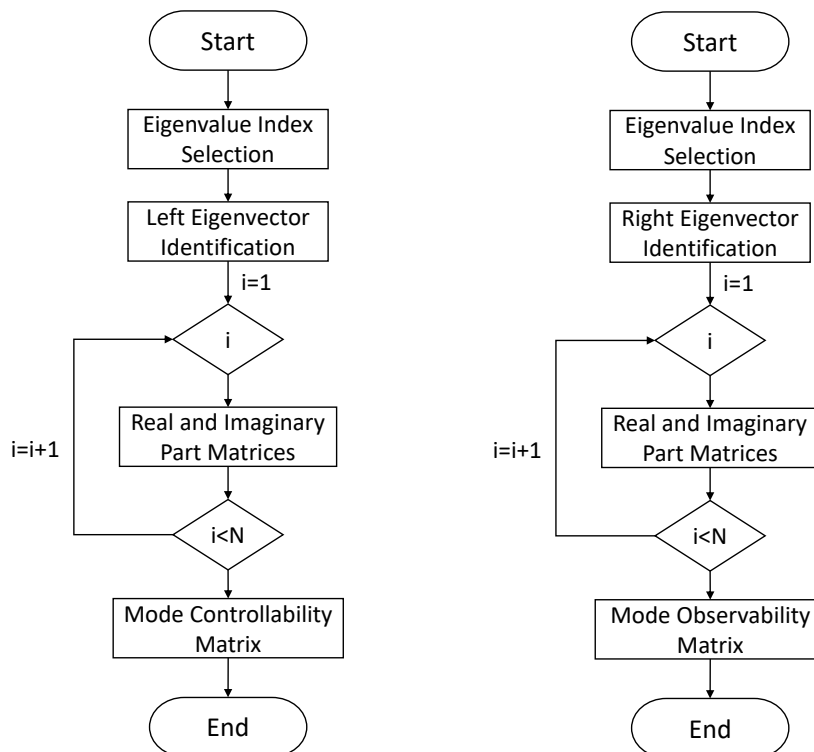 Start
Eigenvalue Index
Selection
Left Eigenvector
Identification
i=1
i
Real and Imaginary
Part Matrices
i=i+1
i<N
Mode Controllability
Matrix
End
Start
Eigenvalue Index
Selection
Right Eigenvector
Identification
i=1
i
Real and Imaginary
Part Matrices
i=i+1
i<N
Mode Observability
Matrix
End